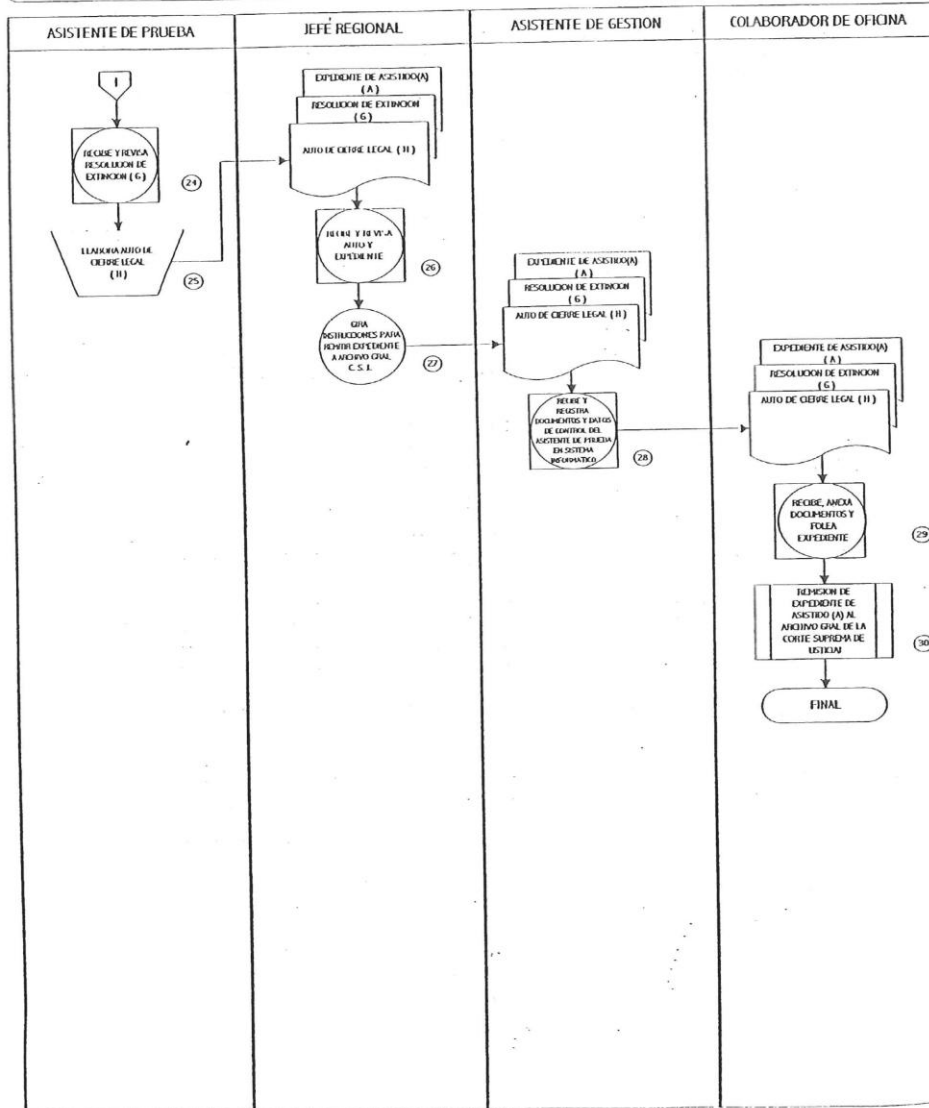 ASISTENTE DE PRUEBA
JEFÉ REGIONAL
ASISTENTE DE GESTION
COLABORADOR DE OFICINA
I
RECIBE Y REVISA
RESOLUCION DE
EXTINCION ( G )
24
ELABORA AUTO DE
CIERRE LEGAL
( H )
25
EXPEDIENTE DE ASISTIDO(A)
( A )
RESOLUCION DE EXTINCION
( G )
AUTO DE CIERRE LEGAL ( H )
RECIBE Y REVISA
AUTO Y
EXPEDIENTE
26
GIRA
INSTRUCCIONES PARA
REMITIR EXPEDIENTE
A ARCHIVO GRAL
C. S. J.
27
EXPEDIENTE DE ASISTIDO(A)
( A )
RESOLUCION DE EXTINCION
( G )
AUTO DE CIERRE LEGAL ( H )
RECIBE Y
REGISTRA
DOCUMENTOS Y DATOS
DE CONTROL DEL
ASISTENTE DE PRUEBA
EN SISTEMA
INFORMATICO
28
EXPEDIENTE DE ASISTIDO(A)
( A )
RESOLUCION DE EXTINCION
( G )
AUTO DE CIERRE LEGAL ( H )
RECIBE, ANEXA
DOCUMENTOS Y
FOLEA
EXPEDIENTE
29
REMISION DE
EXPEDIENTE DE
ASISTIDO (A) AL
ARCHIVO GRAL DE LA
CORTE SUPREMA DE
USTICIA!
30
FINAL